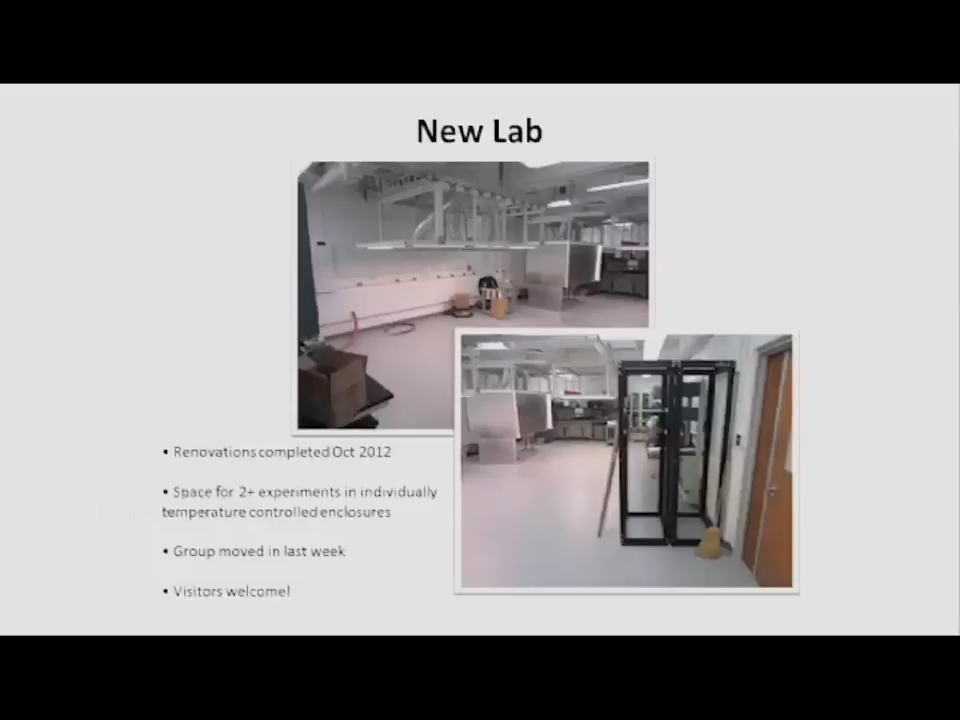 New Lab
• Renovations completed Oct 2012
• Space for 2+ experiments in individually
temperature controlled enclosures
• Group moved in last week
• Visitors welcome!